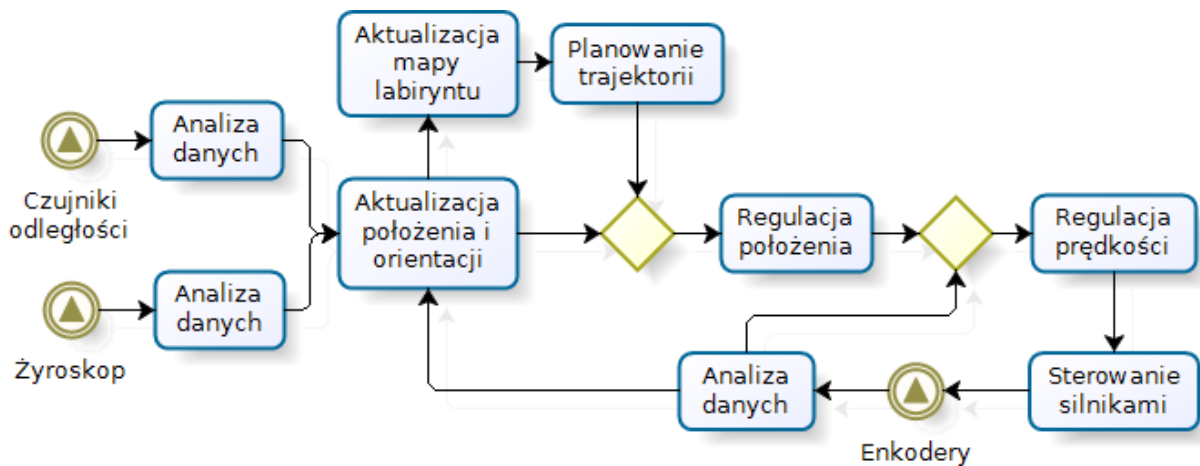 Aktualizacja
mapy
labiryntu
Planowanie
trajektorii
Analiza
danych
Czujniki
odległości
Aktualizacja
położenia i
orientacji
Regulacja
położenia
Regulacja
prędkości
Analiza
danych
Żyroskop
Analiza
danych
Enkodery
Sterowanie
silnikami